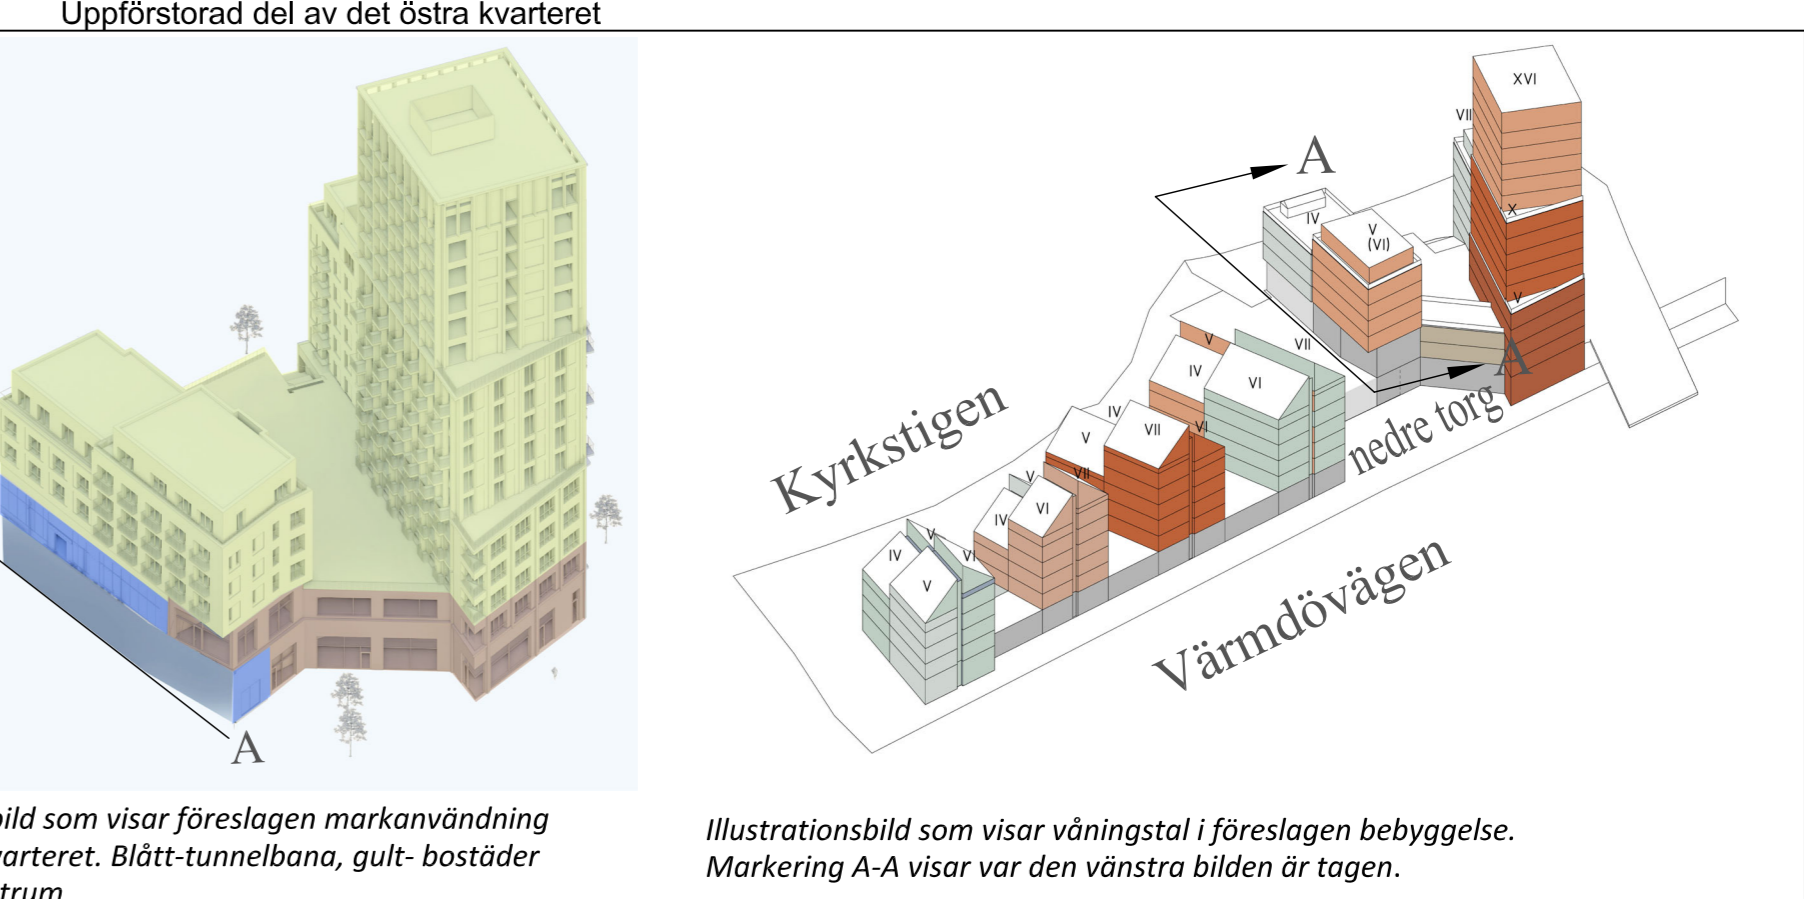 Uppförstorad del av det östra kvarteret
A
bild som visar föreslagen markanvändning
varteret. Blått-tunnelbana, gult- bostäder
trum
XVI
VII
A
X
IV
V
(VI)
V
A
V
VII
IV
VI
nedre torg
Kyrkstigen
IV
V
VII
VI
V
VII
IV
VI
V
IV
VI
V
Värmdövägen
Illustrationsbild som visar våningstal i föreslagen bebyggelse.
Markering A-A visar var den vänstra bilden är tagen.